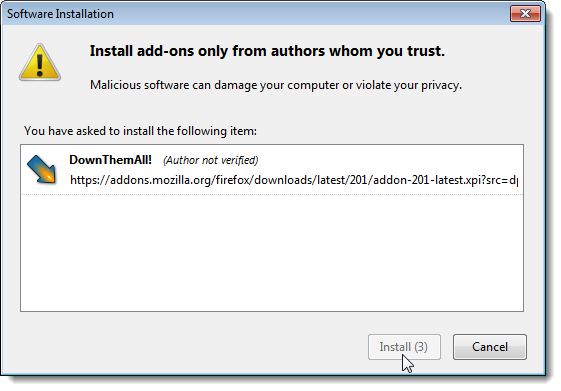 Software Installation
Install add-ons only from authors whom you trust.
Malicious software can damage your computer or violate your privacy.
You have asked to install the following item:
DownThemAll! (Author not verified)
https://addons.mozilla.org/firefox/downloads/latest/201/addon-201-latest.xpi?src=dp
Install (3) Cancel